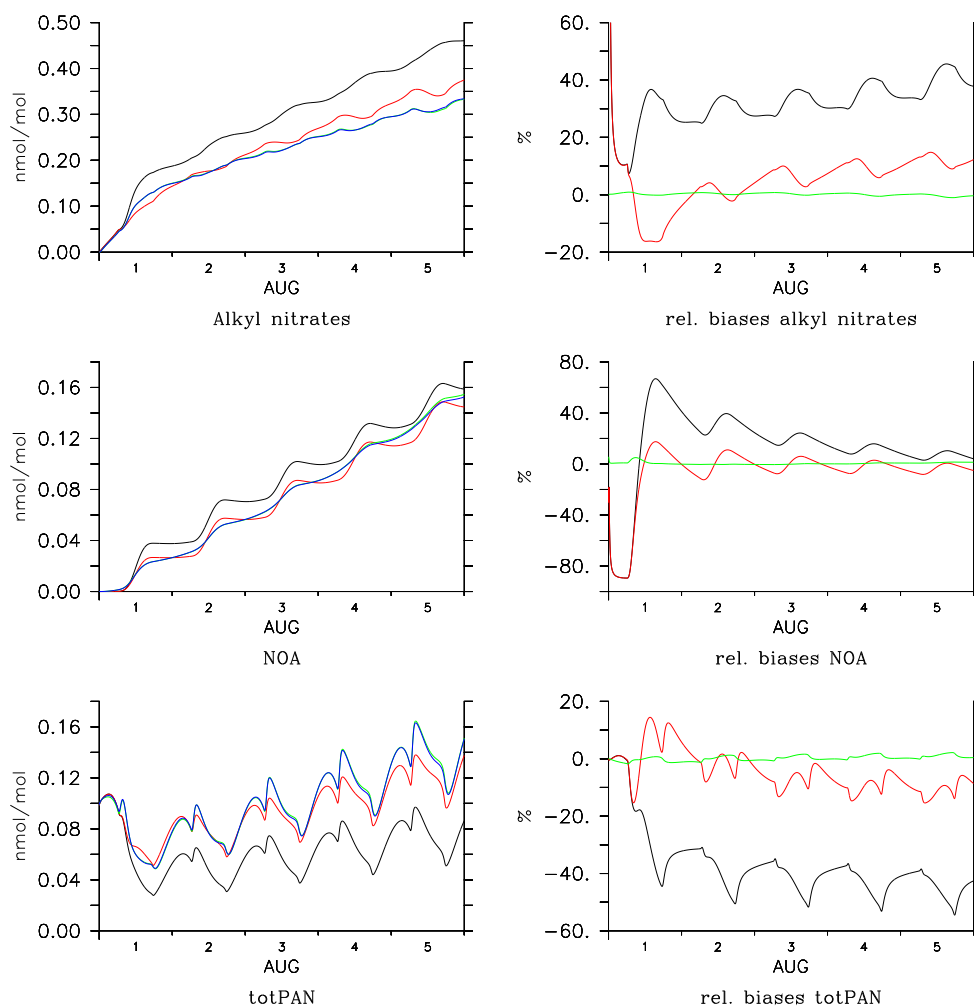 0.50
0.40
0.30
0.20
0.10
0.00
nmol/mol
1 2 3 4 5
AUG
Alkyl nitrates
60.
40.
20.
0.
−20.
%
1 2 3 4 5
AUG
rel. biases alkyl nitrates
0.16
0.12
0.08
0.04
0.00
nmol/mol
1 2 3 4 5
AUG
NOA
80.
40.
0.
−40.
−80.
%
1 2 3 4 5
AUG
rel. biases NOA
0.16
0.12
0.08
0.04
0.00
nmol/mol
1 2 3 4 5
AUG
totPAN
20.
0.
−20.
−40.
−60.
%
1 2 3 4 5
AUG
rel. biases totPAN